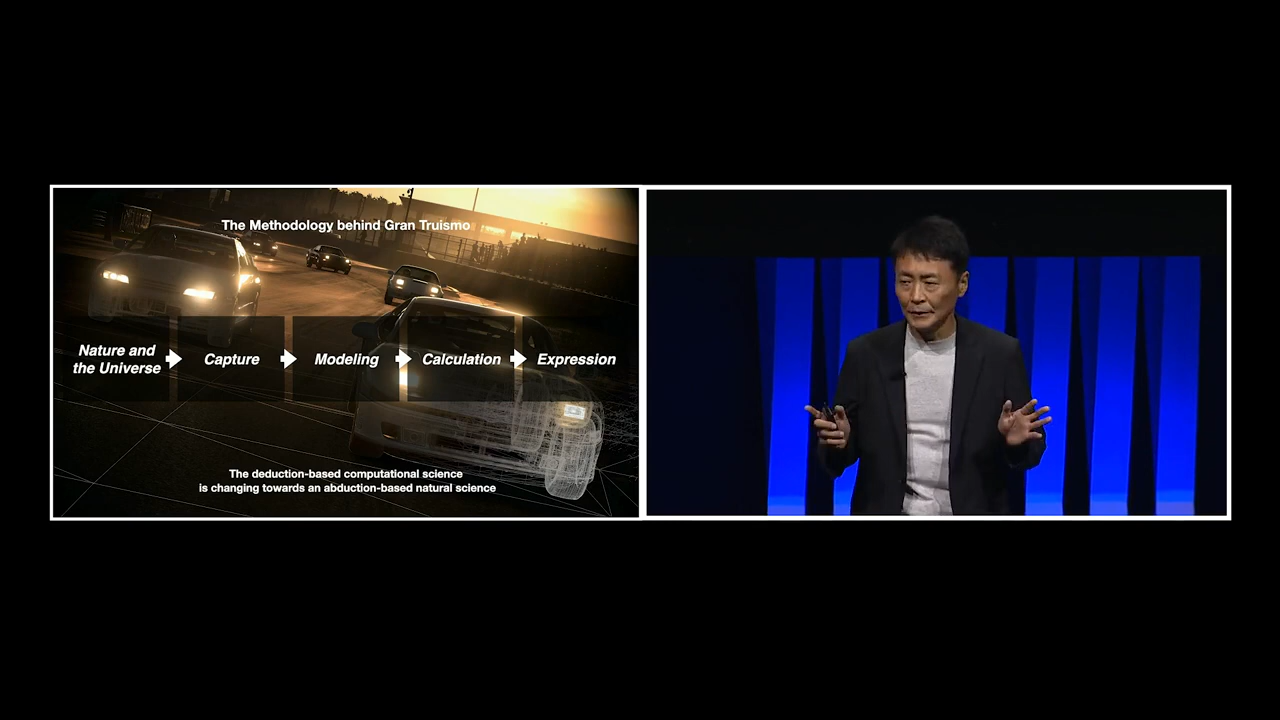 The Methodology behind Gran Truismo
Nature and
the Universe
Capture
Modeling
Calculation
Expression
The deduction-based computational science
is changing towards an abduction-based natural science